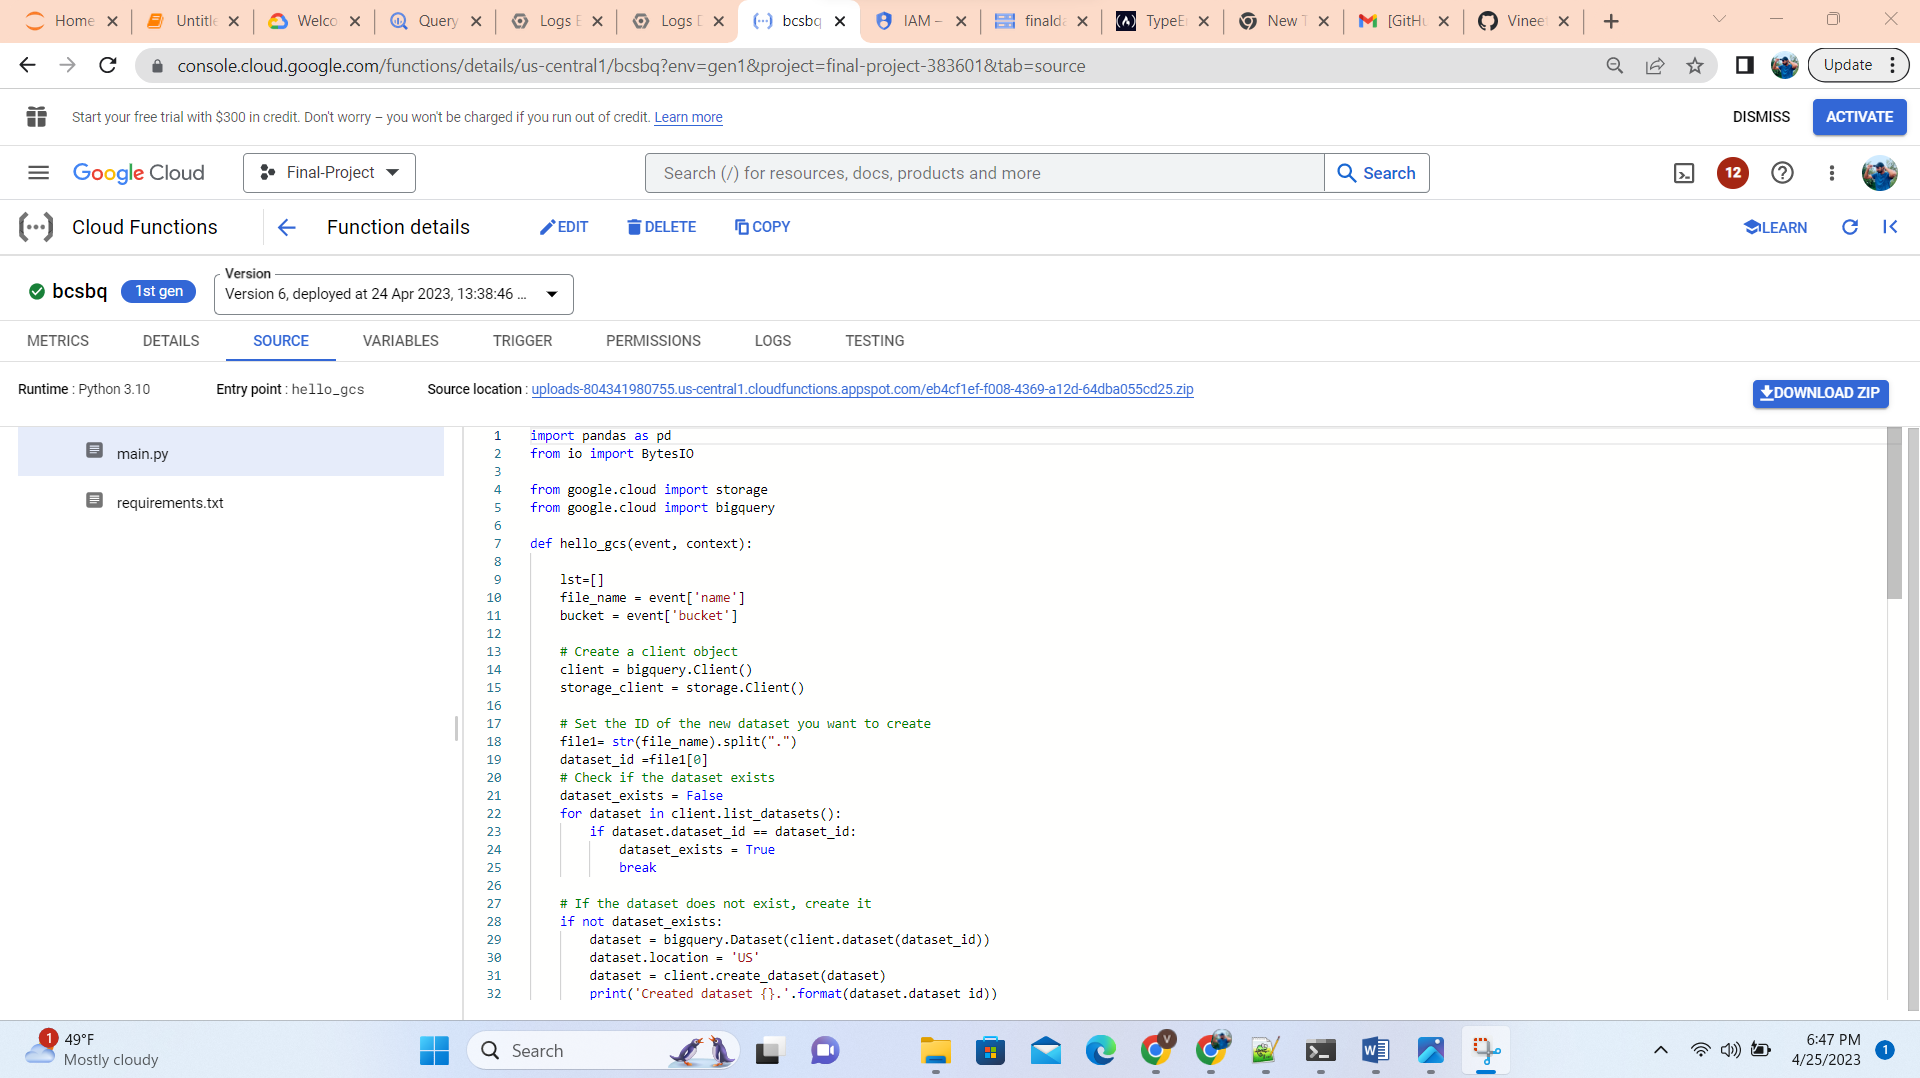 Home
Untitle
Welco
Query
Logs E
Logs D
bcsbq
IAM –
finalda
TypeEr
New T
[GitHu
Vineet
console.cloud.google.com/functions/details/us-central1/bcsbq?env=gen1&project=final-project-383601&tab=source
Update
Start your free trial with $300 in credit. Don't worry – you won't be charged if you run out of credit. Learn more
DISMISS
ACTIVATE
Google Cloud
Final-Project
Search (/) for resources, docs, products and more
Search
12
Cloud Functions
Function details
EDIT
DELETE
COPY
LEARN
bcsbq
1st gen
Version
Version 6, deployed at 24 Apr 2023, 13:38:46 ...
METRICS
DETAILS
SOURCE
VARIABLES
TRIGGER
PERMISSIONS
LOGS
TESTING
Runtime : Python 3.10
Entry point : hello_gcs
Source location : uploads-804341980755.us-central1.cloudfunctions.appspot.com/eb4cf1ef-f008-4369-a12d-64dba055cd25.zip
DOWNLOAD ZIP
main.py
requirements.txt
1 import pandas as pd
2 from io import BytesIO
3
4 from google.cloud import storage
5 from google.cloud import bigquery
6
7 def hello_gcs(event, context):
8
9 lst=[]
10 file_name = event['name']
11 bucket = event['bucket']
12
13 # Create a client object
14 client = bigquery.Client()
15 storage_client = storage.Client()
16
17 # Set the ID of the new dataset you want to create
18 file1= str(file_name).split(".")
19 dataset_id =file1[0]
20 # Check if the dataset exists
21 dataset_exists = False
22 for dataset in client.list_datasets():
23 if dataset.dataset_id == dataset_id:
24 dataset_exists = True
25 break
26
27 # If the dataset does not exist, create it
28 if not dataset_exists:
29 dataset = bigquery.Dataset(client.dataset(dataset_id))
30 dataset.location = 'US'
31 dataset = client.create_dataset(dataset)
32 print('Created dataset {}.'.format(dataset.dataset_id))
1
49°F
Mostly cloudy
Search
V
6:47 PM
4/25/2023
1